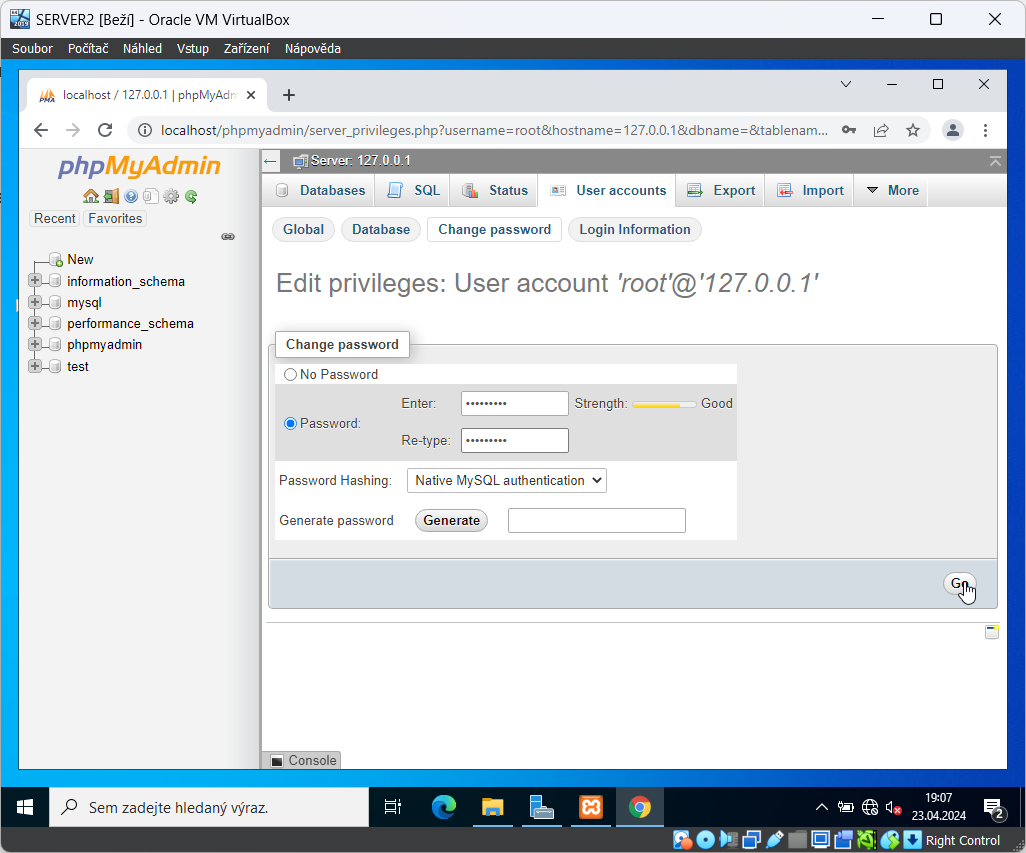 SERVER2 [Beží] - Oracle VM VirtualBox
Soubor Počítač Náhled Vstup Zařízení Nápověda
localhost / 127.0.0.1 | phpMyAdm
localhost/phpmyadmin/server_privileges.php?username=root&hostname=127.0.0.1&dbname=&tablenam...
phpMyAdmin
Recent Favorites
New
information_schema
mysql
performance_schema
phpmyadmin
test
Server: 127.0.0.1
Databases SQL Status User accounts Export Import More
Global Database Change password Login Information
Edit privileges: User account 'root'@'127.0.0.1'
Change password
No Password
Password:
Enter: ••••••••• Strength: Good
Re-type: •••••••••
Password Hashing: Native MySQL authentication
Generate password Generate
Go
Console
Sem zadejte hledaný výraz.
19:07
23.04.2024
2
Right Control